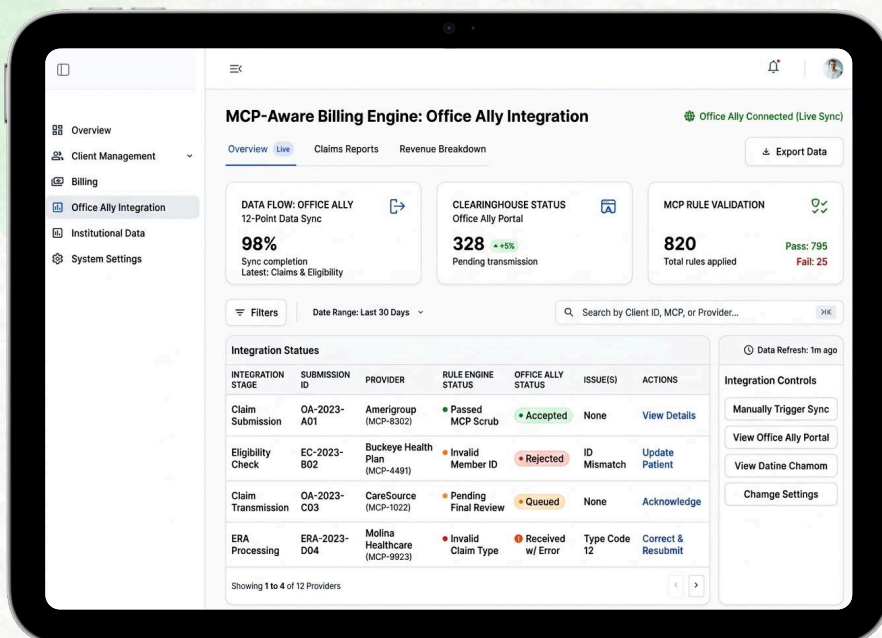 Overview
Client Management
Billing
Office Ally Integration
Institutional Data
System Settings
MCP-Aware Billing Engine: Office Ally Integration
Office Ally Connected (Live Sync)
Overview Live Claims Reports Revenue Breakdown
Export Data
DATA FLOW: OFFICE ALLY
12-Point Data Sync
98%
Sync completion
Latest: Claims & Eligibility
CLEARINGHOUSE STATUS
Office Ally Portal
328 +5%
Pending transmission
MCP RULE VALIDATION
820
Total rules applied
Pass: 795
Fail: 25
Filters
Date Range: Last 30 Days
Search by Client ID, MCP, or Provider...
Integration Statues
INTEGRATION STAGE SUBMISSION ID PROVIDER RULE ENGINE STATUS OFFICE ALLY STATUS ISSUE(S) ACTIONS
Claim Submission OA-2023-A01 Amerigroup (MCP-8302) Passed MCP Scrub Accepted None View Details
Eligibility Check EC-2023-B02 Buckeye Health Plan (MCP-4491) Invalid Member ID Rejected ID Mismatch Update Patient
Claim Transmission OA-2023-C03 CareSource (MCP-1022) Pending Final Review Queued None Acknowledge
ERA Processing ERA-2023-D04 Molina Healthcare (MCP-9923) Invalid Claim Type Received w/ Error Type Code 12 Correct & Resubmit
Showing 1 to 4 of 12 Providers
Data Refresh: 1m ago
Integration Controls
Manually Trigger Sync
View Office Ally Portal
View Datine Chamom
Chamge Settings